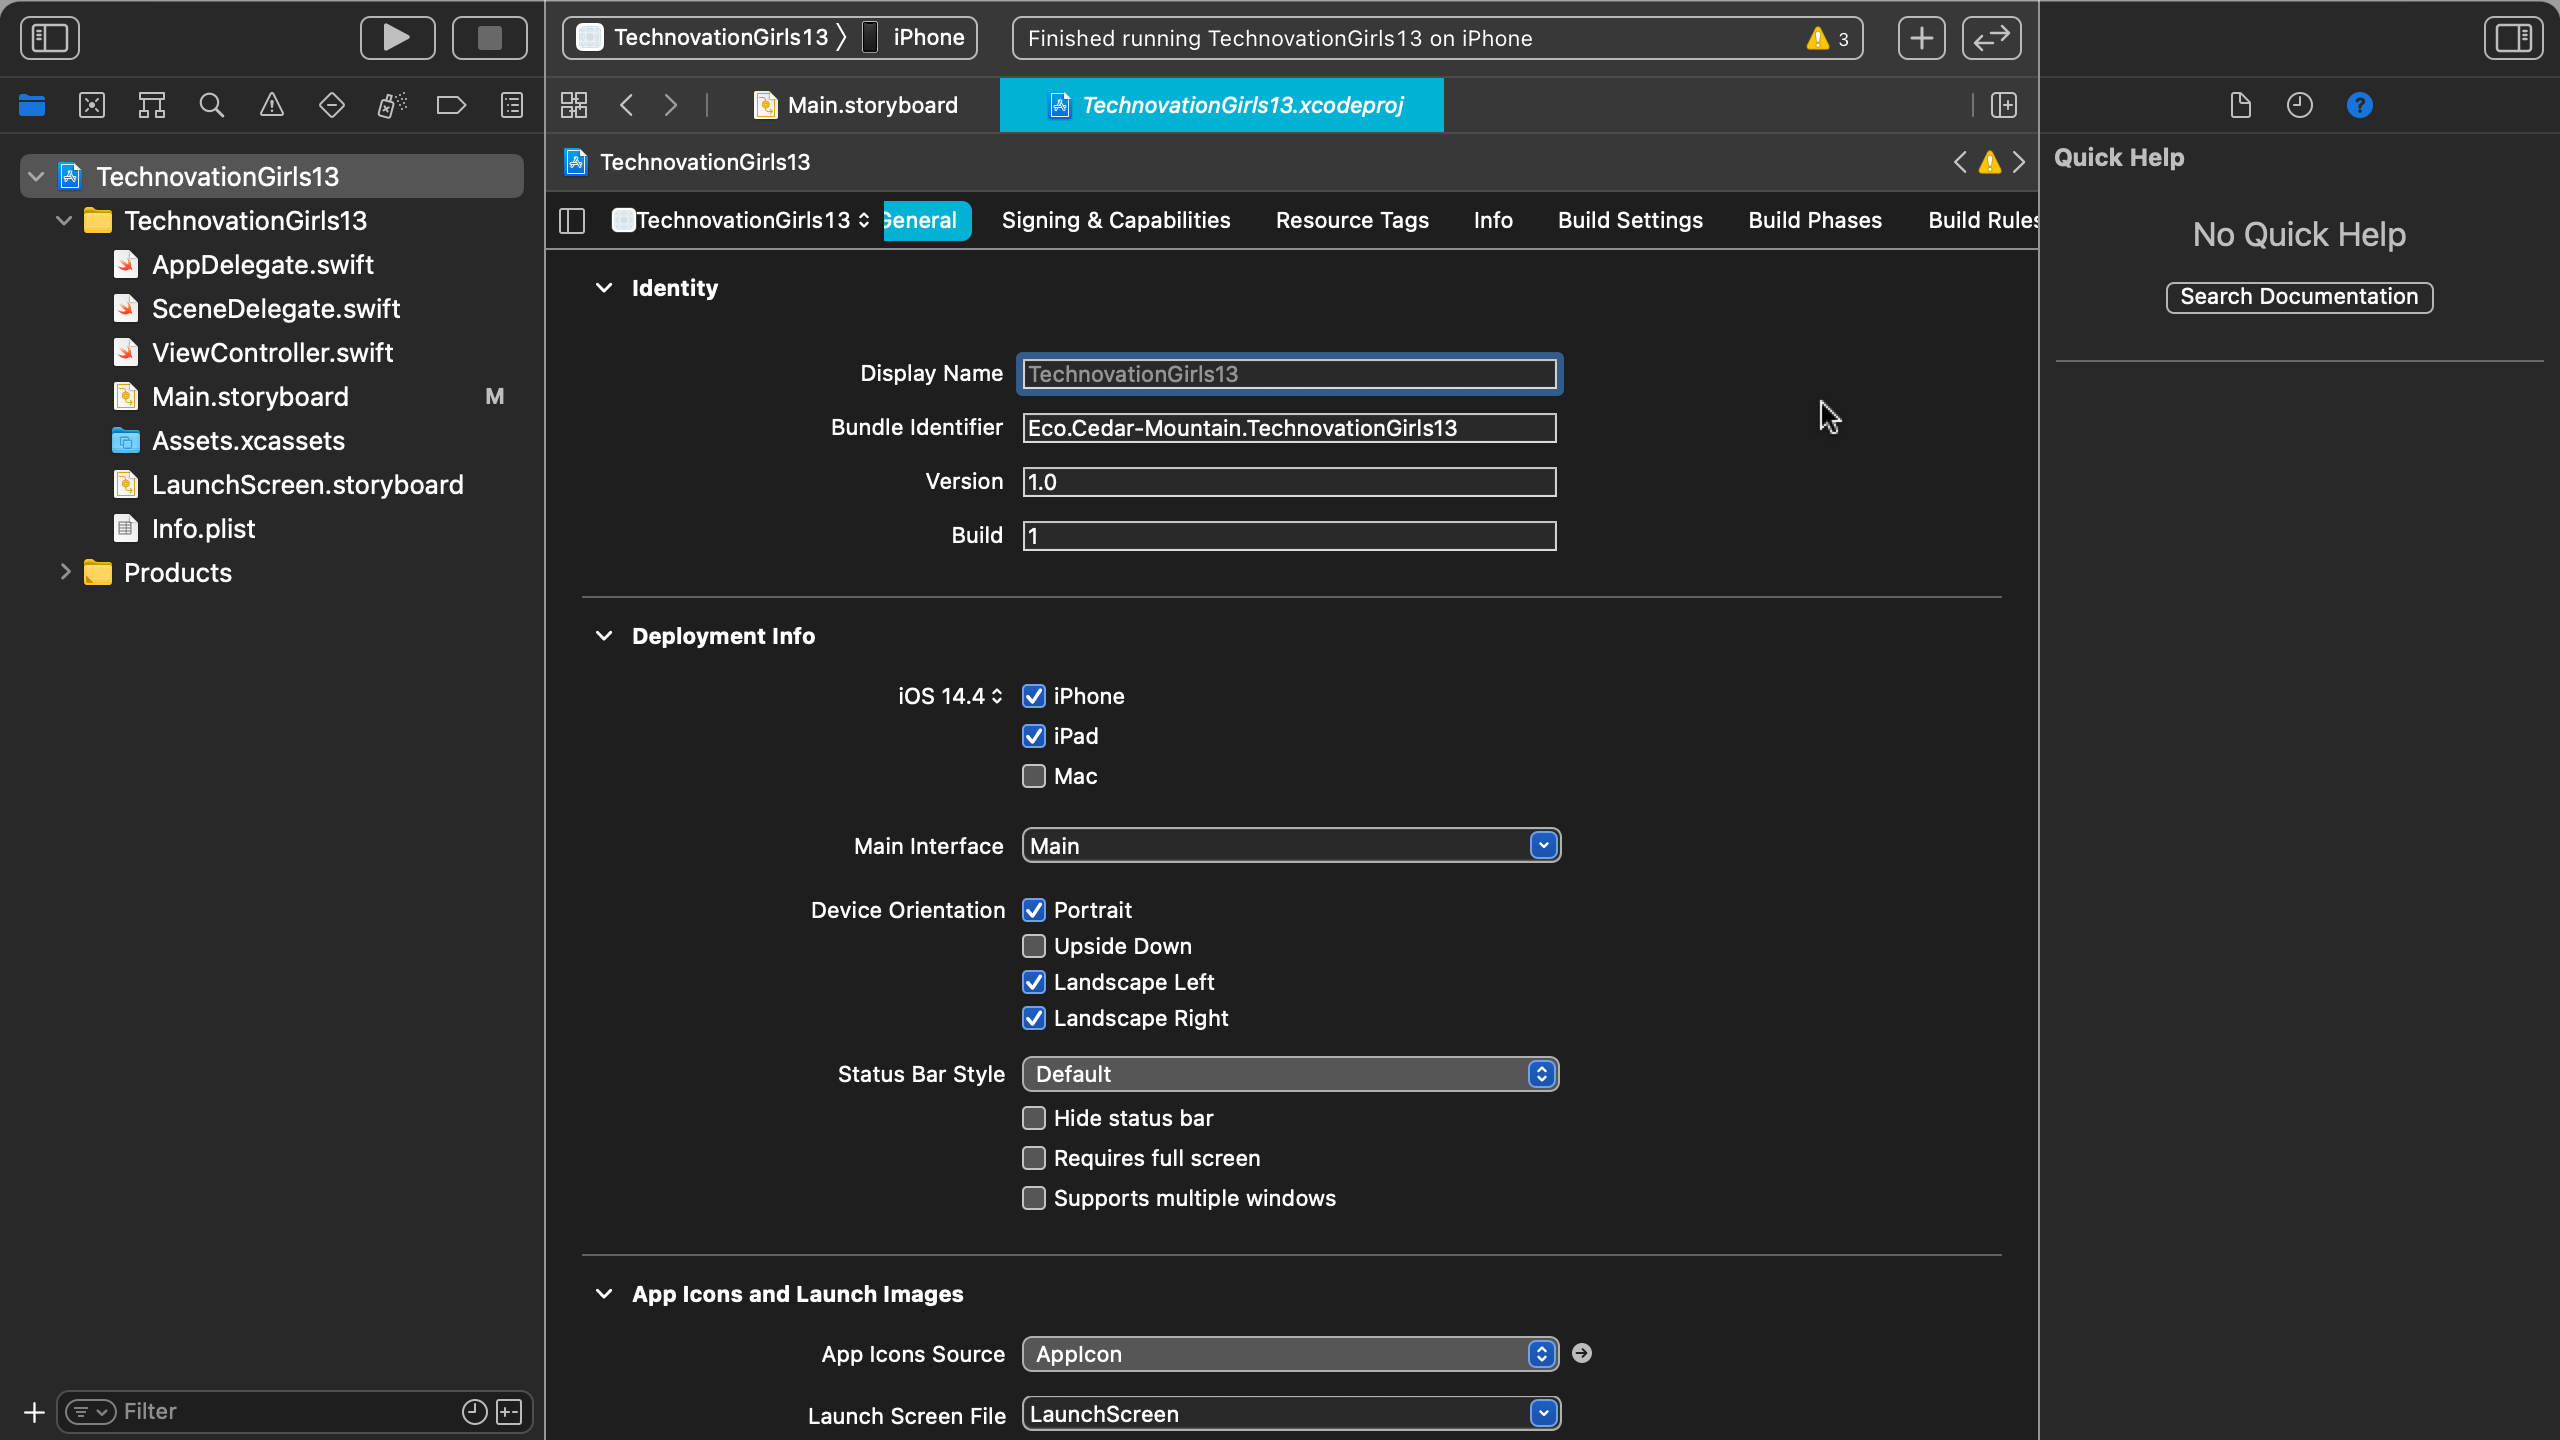 TechnovationGirls13 〉 iPhone
Finished running TechnovationGirls13 on iPhone 3
Main.storyboard
TechnovationGirls13.xcodeproj
TechnovationGirls13
TechnovationGirls13
TechnovationGirls13
AppDelegate.swift
SceneDelegate.swift
ViewController.swift
Main.storyboard M
Assets.xcassets
LaunchScreen.storyboard
Info.plist
Products
Filter
TechnovationGirls13 General Signing & Capabilities Resource Tags Info Build Settings Build Phases Build Rules
Identity
Display Name TechnovationGirls13
Bundle Identifier Eco.Cedar-Mountain.TechnovationGirls13
Version 1.0
Build 1
Deployment Info
iOS 14.4 iPhone
iPad
Mac
Main Interface Main
Device Orientation Portrait
Upside Down
Landscape Left
Landscape Right
Status Bar Style Default
Hide status bar
Requires full screen
Supports multiple windows
App Icons and Launch Images
App Icons Source AppIcon
Launch Screen File LaunchScreen
Quick Help
No Quick Help
Search Documentation